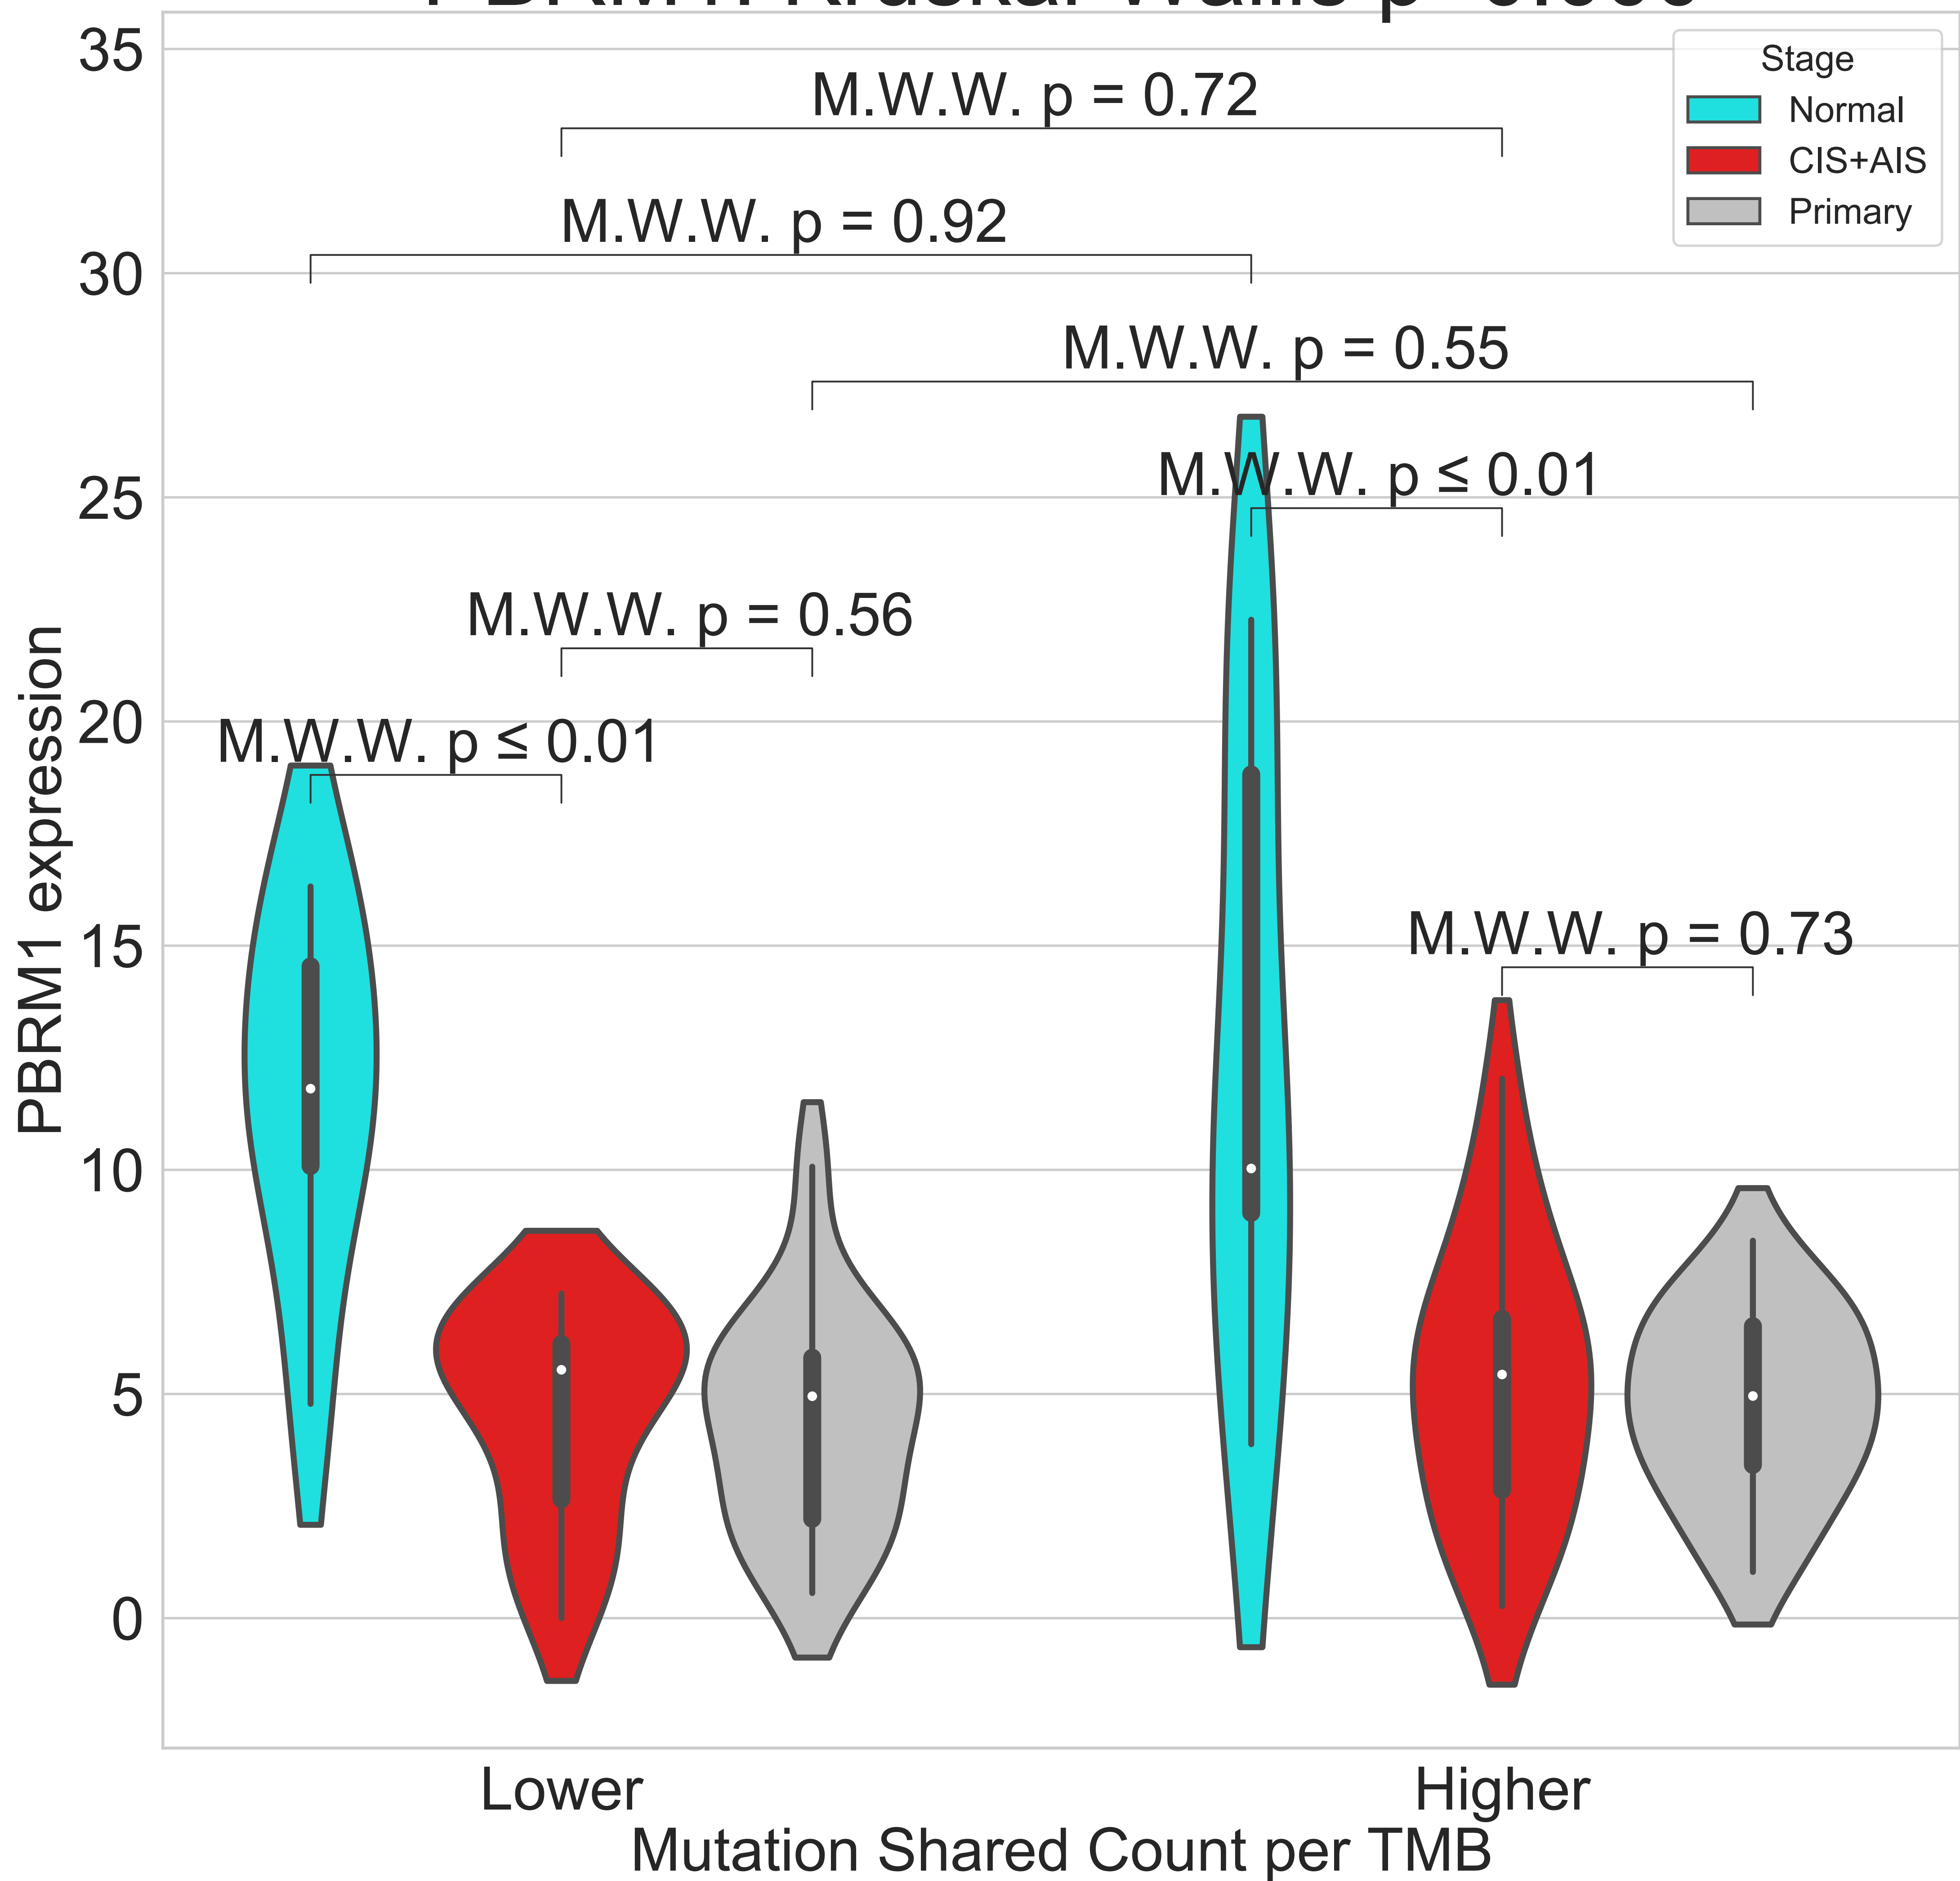 35
30
25
20
15
10
5
0
PBRM1 expression
M.W.W. p = 0.72
M.W.W. p = 0.92
M.W.W. p = 0.55
M.W.W. p ≤ 0.01
M.W.W. p = 0.56
M.W.W. p ≤ 0.01
M.W.W. p = 0.73
Stage
Normal
CIS+AIS
Primary
Lower
Higher
Mutation Shared Count per TMB